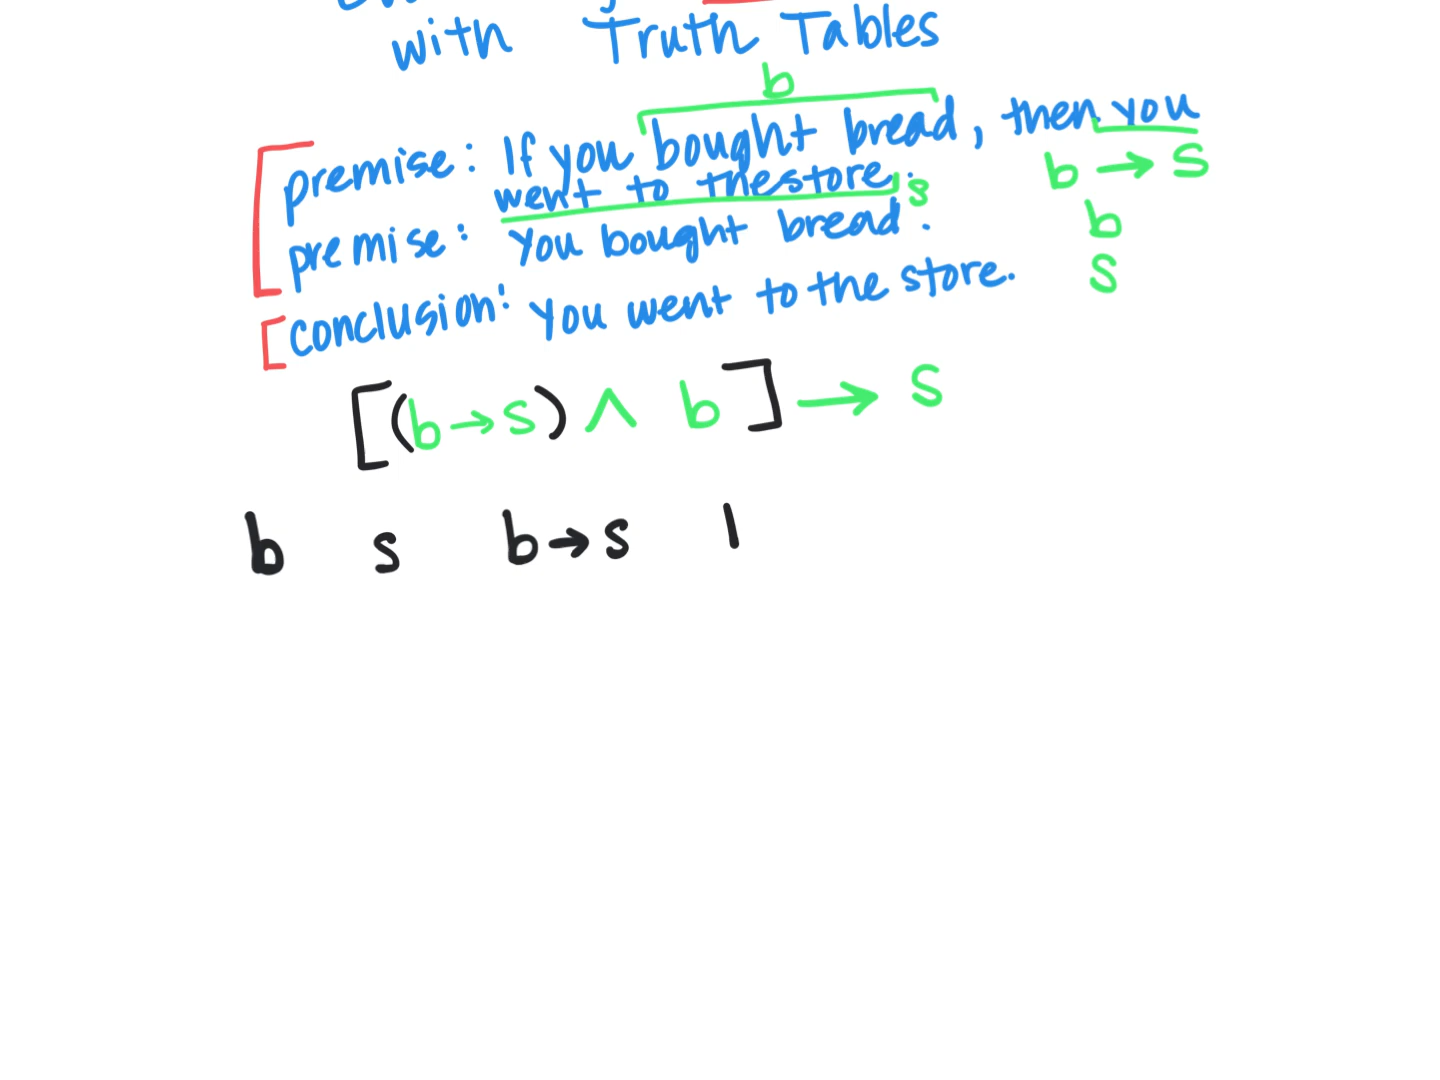 with Truth Tables
b
premise: If you bought bread, then you
went to the store. s
b → s
premise: you bought bread.
b
s
conclusion: you went to the store.
[(b→s) ∧ b] → s
b s b→s